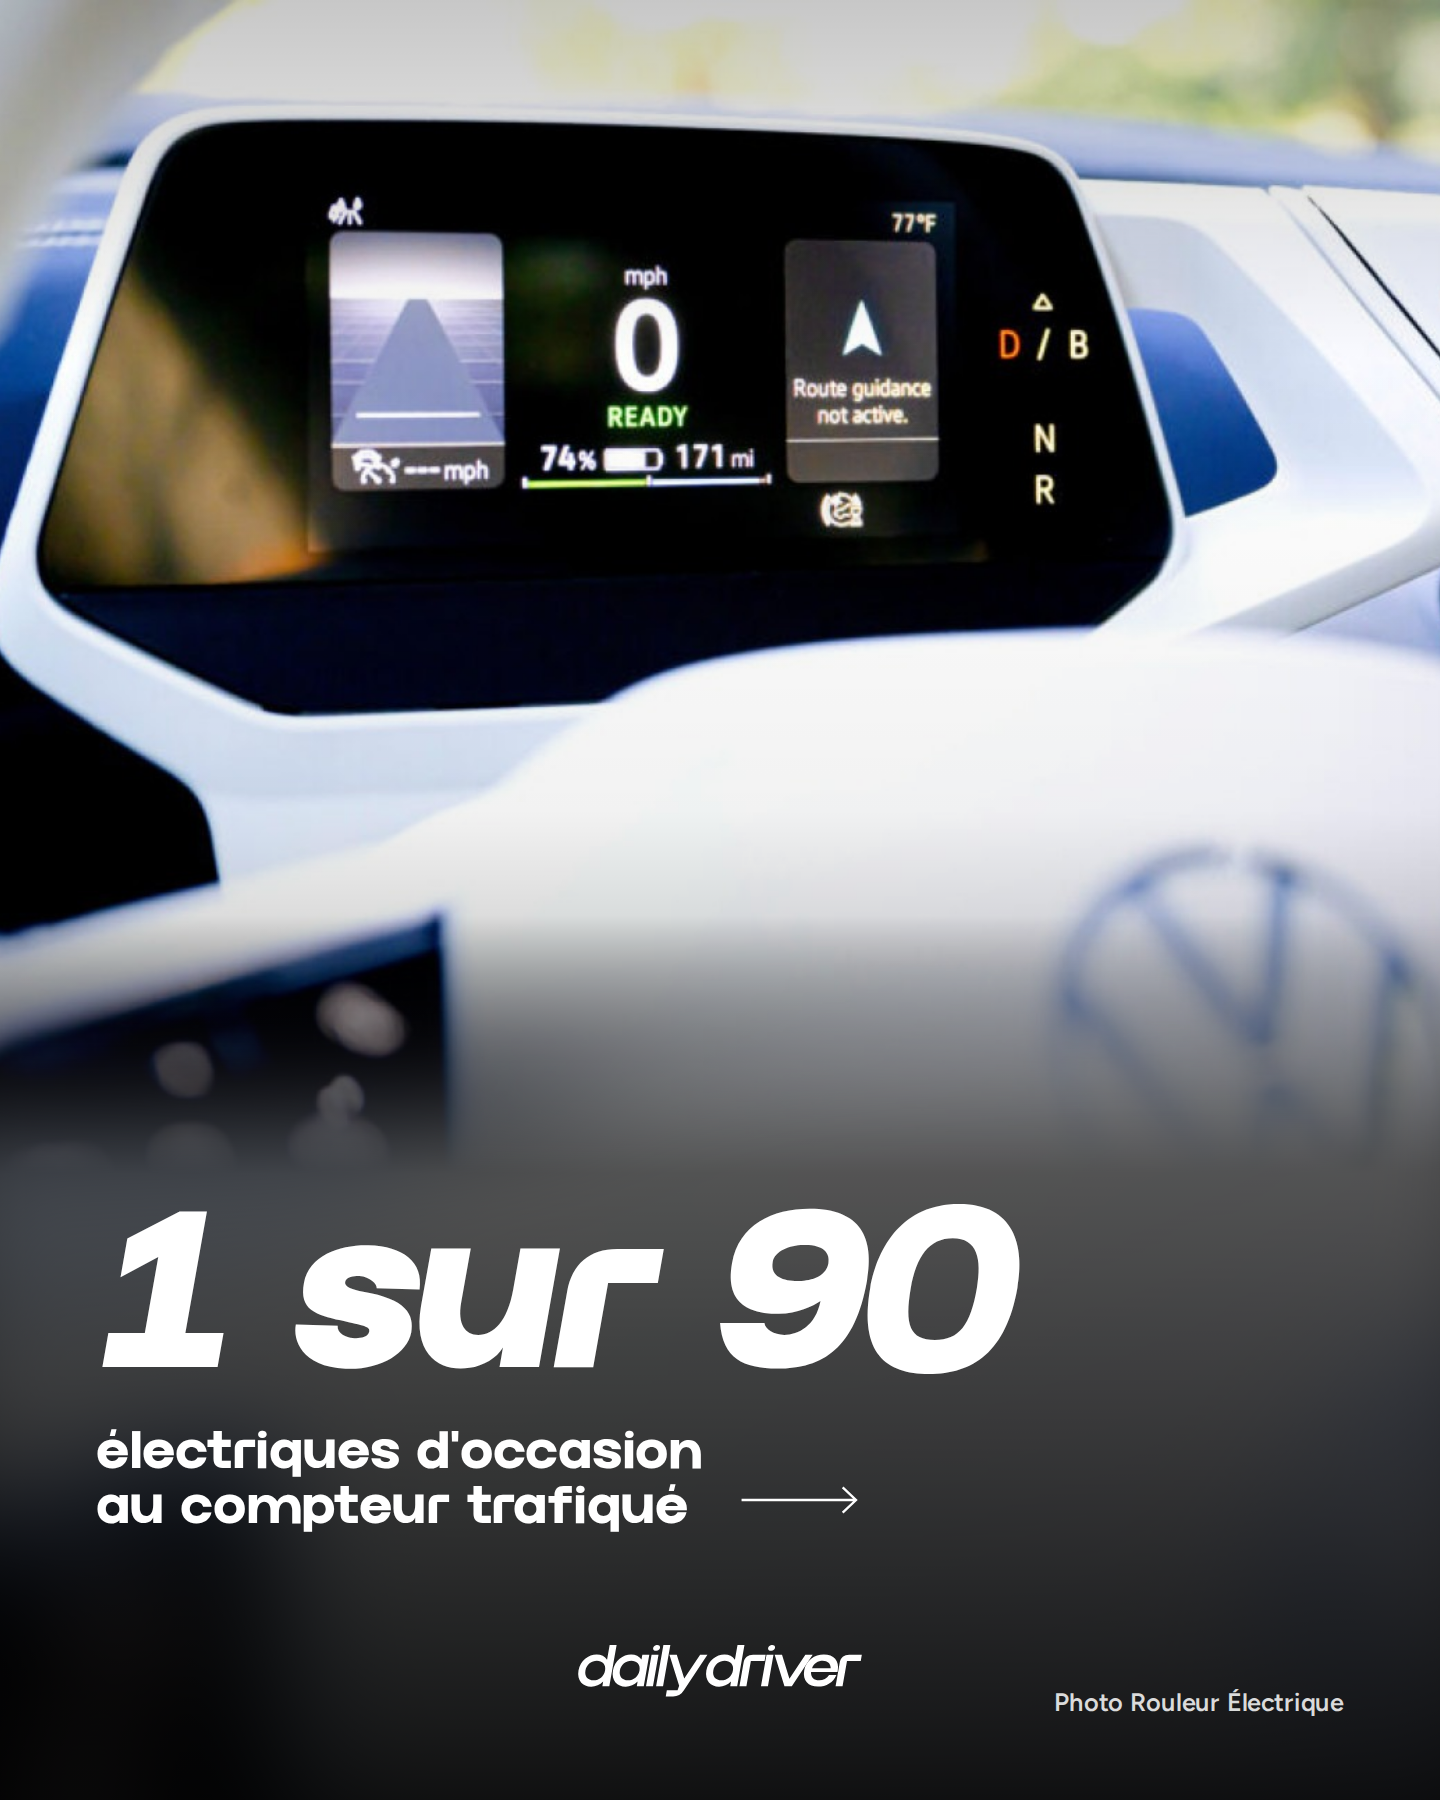 77°F
mph
0
READY
74% 171 mi
--- mph
Route guidance
not active.
D / B
N
R
1 sur 90
électriques d'occasion
au compteur trafiqué
dailydriver
Photo Rouleur Électrique